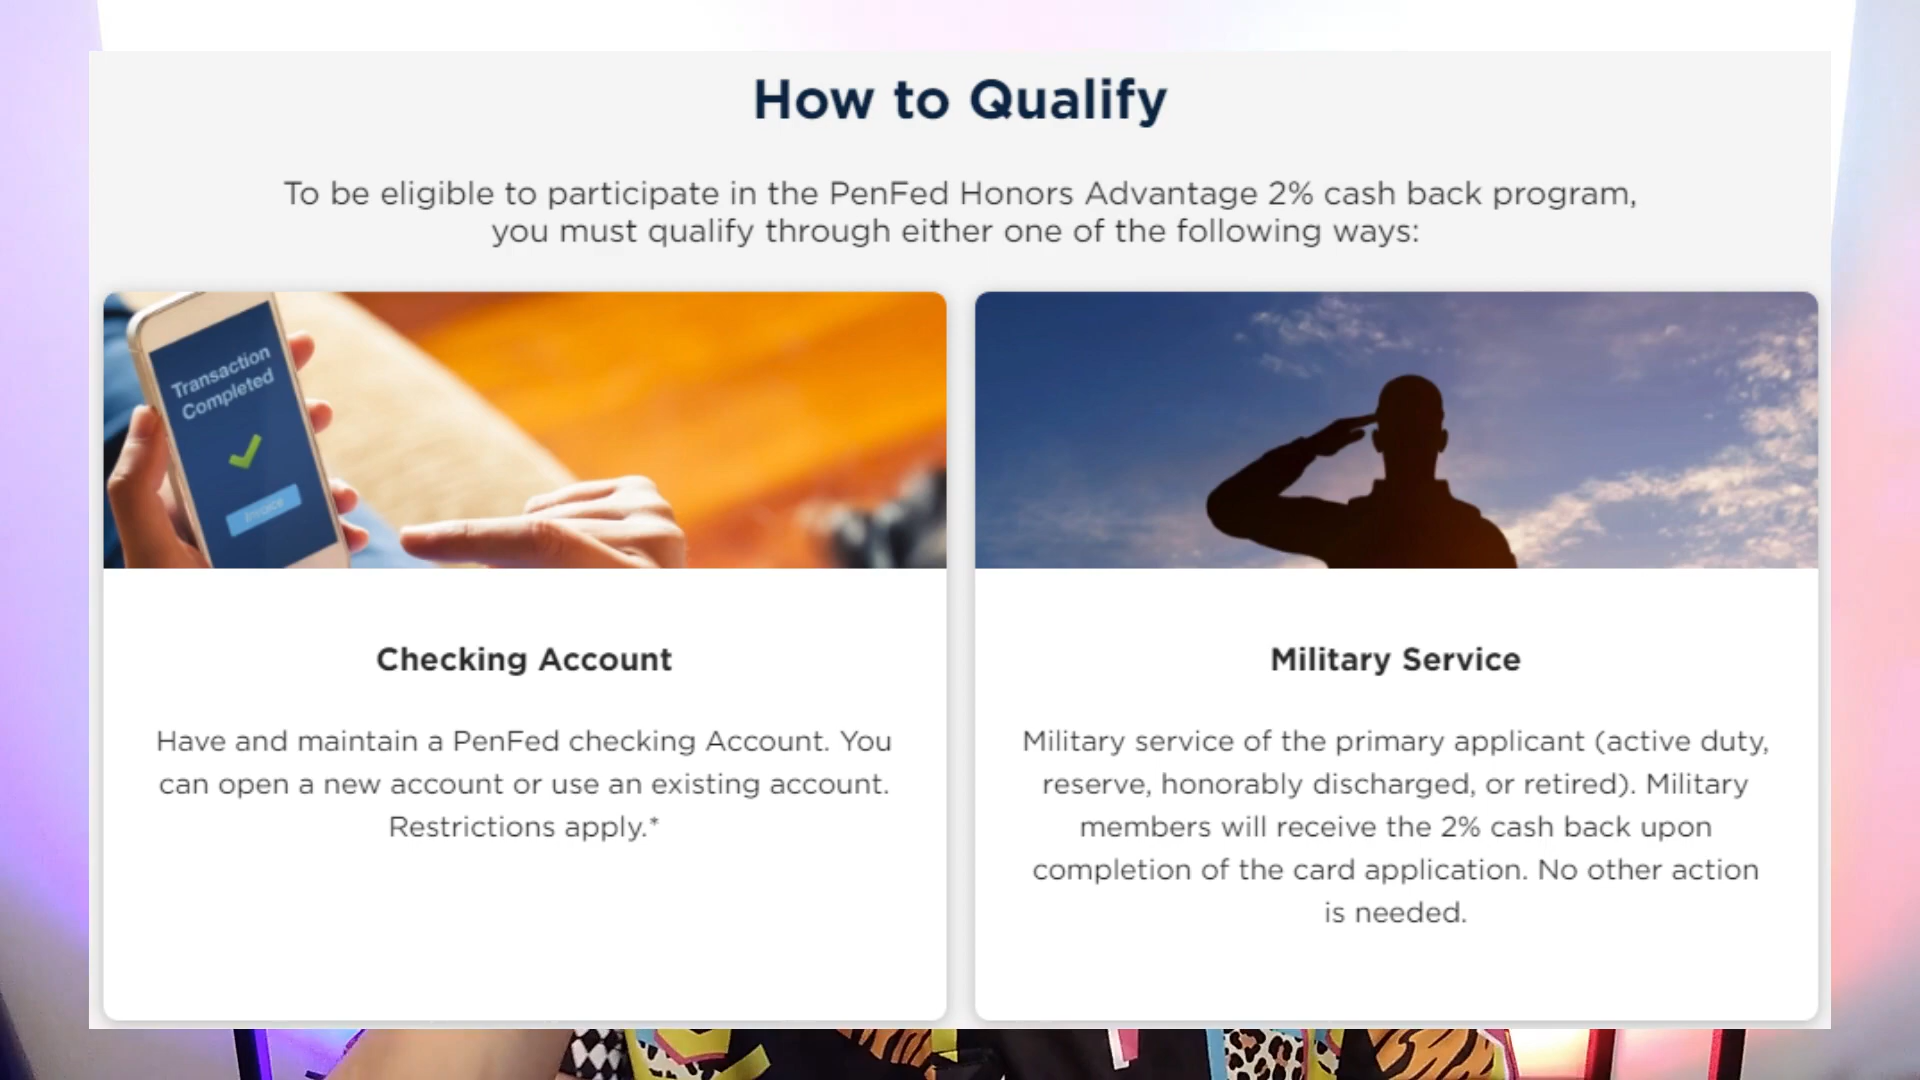 How to Qualify
To be eligible to participate in the PenFed Honors Advantage 2% cash back program,
you must qualify through either one of the following ways:
Transaction
Completed
Invoice
Checking Account
Have and maintain a PenFed checking Account. You
can open a new account or use an existing account.
Restrictions apply.*
Military Service
Military service of the primary applicant (active duty,
reserve, honorably discharged, or retired). Military
members will receive the 2% cash back upon
completion of the card application. No other action
is needed.